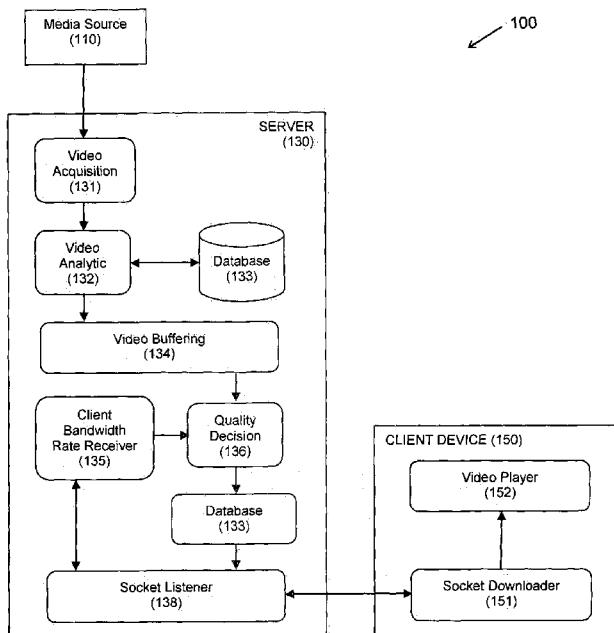 Media Source
(110)
100
SERVER
(130)
Video
Acquisition
(131)
Video
Analytic
(132)
Database
(133)
Video Buffering
(134)
Client
Bandwidth
Rate Receiver
(135)
Quality
Decision
(136)
CLIENT DEVICE (150)
Video Player
(152)
Database
(133)
Socket Listener
(138)
Socket Downloader
(151)